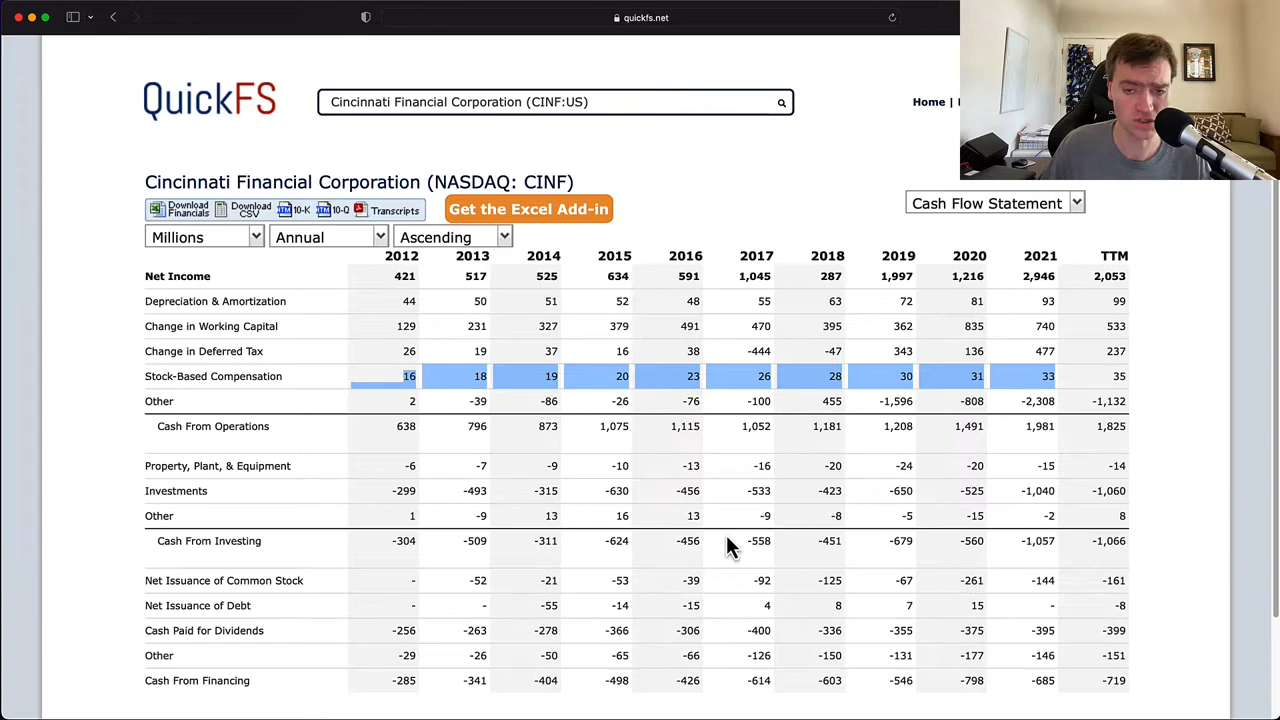 quickfs.net
QuickFS
Cincinnati Financial Corporation (CINF:US)
Home |
Cincinnati Financial Corporation (NASDAQ: CINF)
Download Financials Download CSV 10-K 10-Q Transcripts Get the Excel Add-in Cash Flow Statement
Millions Annual Ascending
2012 2013 2014 2015 2016 2017 2018 2019 2020 2021 TTM
Net Income 421 517 525 634 591 1,045 287 1,997 1,216 2,946 2,053
Depreciation & Amortization 44 50 51 52 48 55 63 72 81 93 99
Change in Working Capital 129 231 327 379 491 470 395 362 835 740 533
Change in Deferred Tax 26 19 37 16 38 -444 -47 343 136 477 237
Stock-Based Compensation 16 18 19 20 23 26 28 30 31 33 35
Other 2 -39 -86 -26 -76 -100 455 -1,596 -808 -2,308 -1,132
Cash From Operations 638 796 873 1,075 1,115 1,052 1,181 1,208 1,491 1,981 1,825
Property, Plant, & Equipment -6 -7 -9 -10 -13 -16 -20 -24 -20 -15 -14
Investments -299 -493 -315 -630 -456 -533 -423 -650 -525 -1,040 -1,060
Other 1 -9 13 16 13 -9 -8 -5 -15 -2 8
Cash From Investing -304 -509 -311 -624 -456 -558 -451 -679 -560 -1,057 -1,066
Net Issuance of Common Stock - -52 -21 -53 -39 -92 -125 -67 -261 -144 -161
Net Issuance of Debt - - -55 -14 -15 4 8 7 15 - -8
Cash Paid for Dividends -256 -263 -278 -366 -306 -400 -336 -355 -375 -395 -399
Other -29 -26 -50 -65 -66 -126 -150 -131 -177 -146 -151
Cash From Financing -285 -341 -404 -498 -426 -614 -603 -546 -798 -685 -719